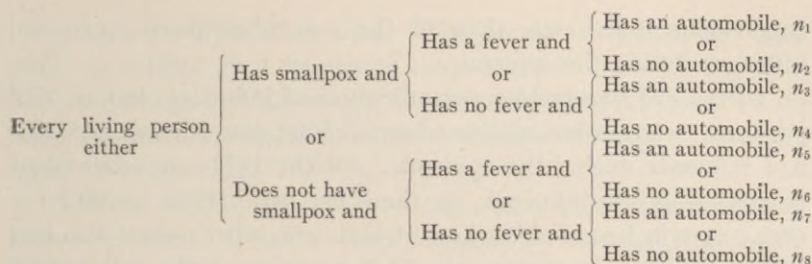 Has an automobile, n₁
Has a fever and or
Has smallpox and or Has no automobile, n₂
Has an automobile, n₃
Has no fever and or
Every living person Has no automobile, n₄
either or Has an automobile, n₅
Has a fever and or
Does not have Has no automobile, n₆
smallpox and or Has an automobile, n₇
Has no fever and or
Has no automobile, n₈